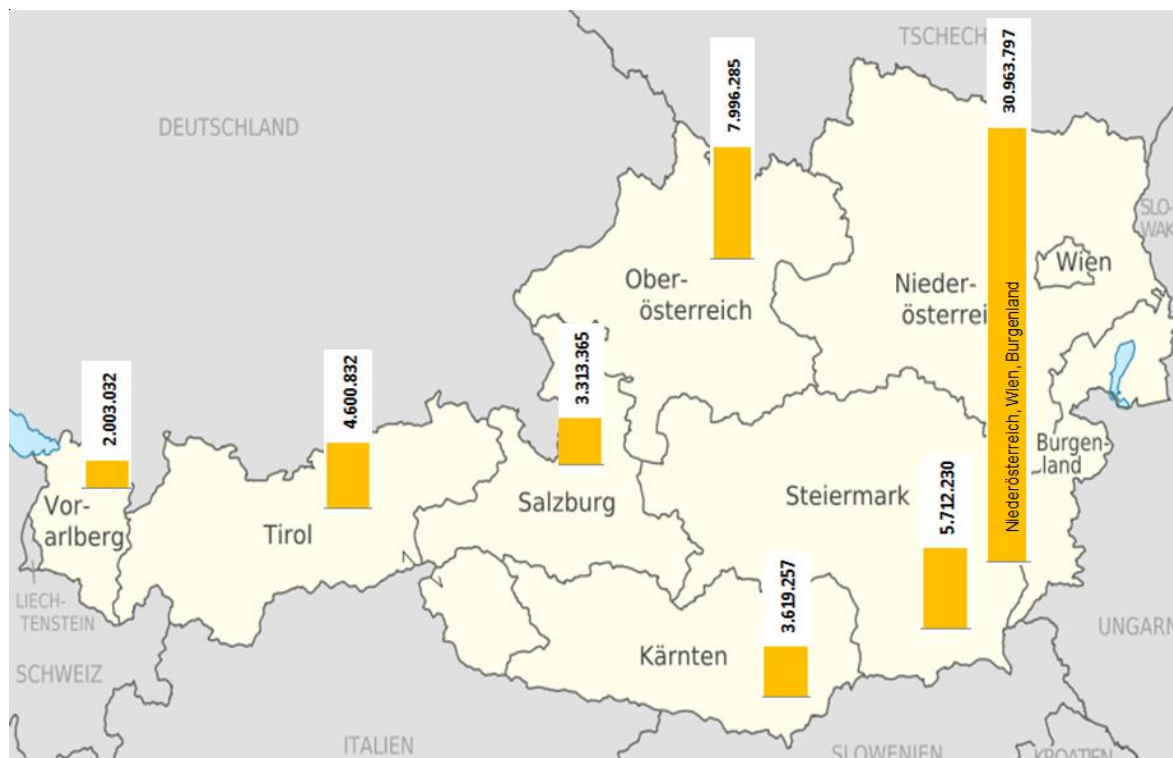 TSCHECH
30.963.797
7.996.285
DEUTSCHLAND
SLO-
WAK
Wien
Ober-
österreich
Nieder-
österrei
Niederösterreich, Wien, Burgenland
3.313.365
4.600.832
2.003.032
Burgen-
land
Steiermark
Salzburg
Vor-
arlberg
Tirol
5.712.230
3.619.257
LIECH-
TENSTEIN
UNGARN
Kärnten
SCHWEIZ
ITALIEN
SLOWENIEN
KROATIEN